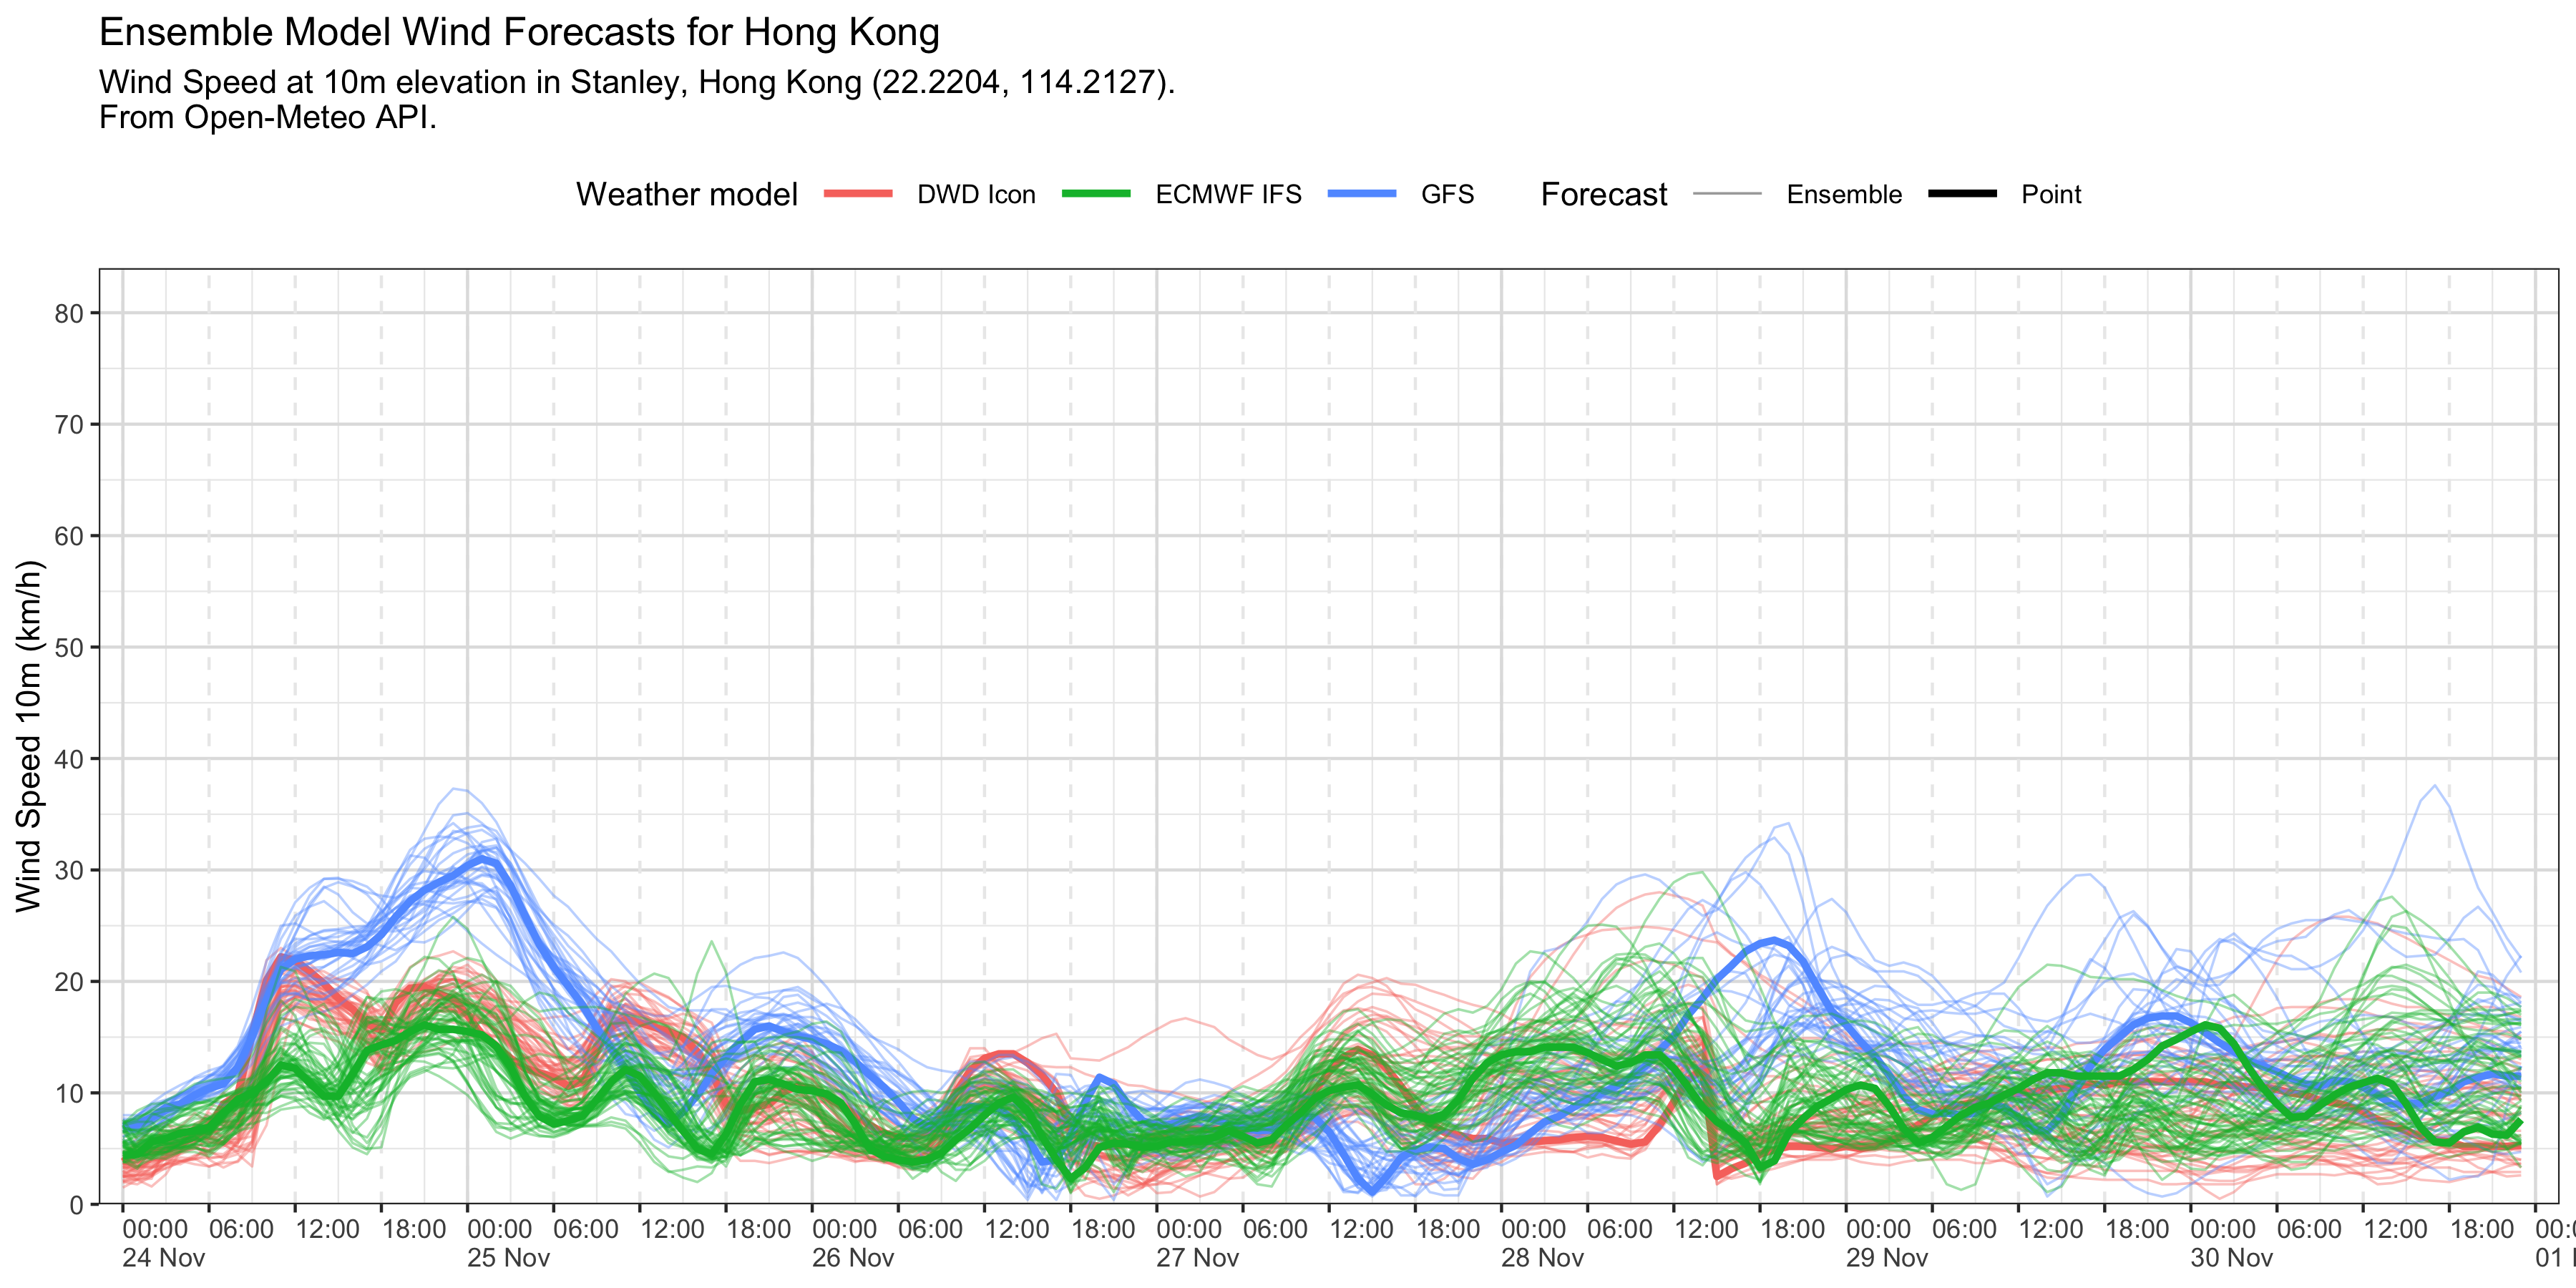 Ensemble Model Wind Forecasts for Hong Kong
Wind Speed at 10m elevation in Stanley, Hong Kong (22.2204, 114.2127).
From Open-Meteo API.
Weather model DWD Icon ECMWF IFS GFS Forecast Ensemble Point
Wind Speed 10m (km/h)
80
70
60
50
40
30
20
10
0
00:00 06:00 12:00 18:00 00:00 06:00 12:00 18:00 00:00 06:00 12:00 18:00 00:00 06:00 12:00 18:00 00:00 06:00 12:00 18:00 00:00 06:00 12:00 18:00 00:00 06:00 12:00 18:00
24 Nov 25 Nov 26 Nov 27 Nov 28 Nov 29 Nov 30 Nov 01